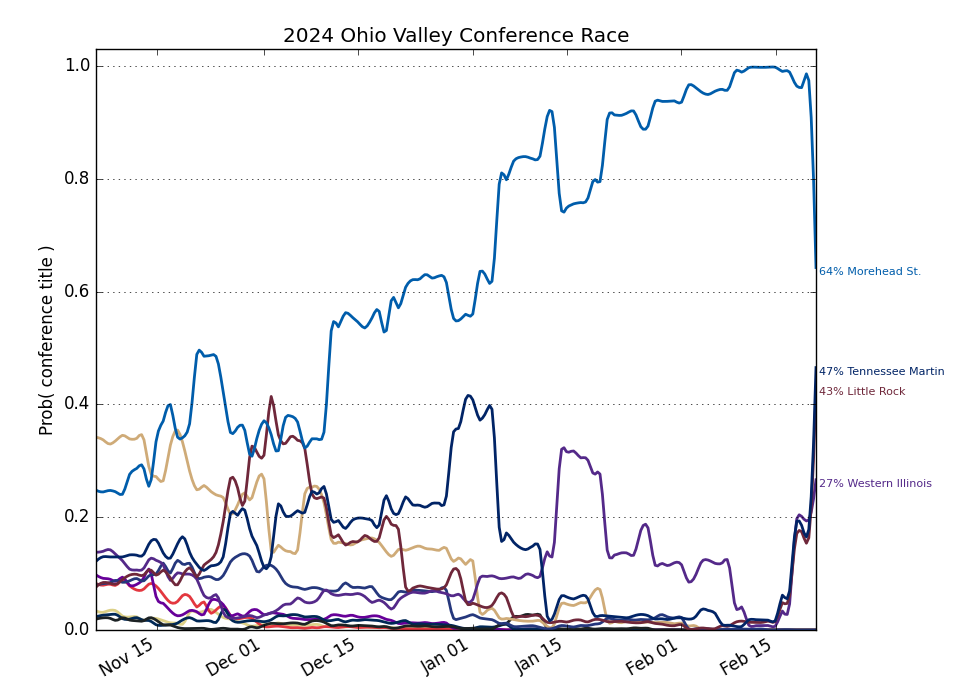 2024 Ohio Valley Conference Race
Prob( conference title )
1.0
0.8
0.6
0.4
0.2
0.0
64% Morehead St.
47% Tennessee Martin
43% Little Rock
27% Western Illinois
Nov 15
Dec 01
Dec 15
Jan 01
Jan 15
Feb 01
Feb 15